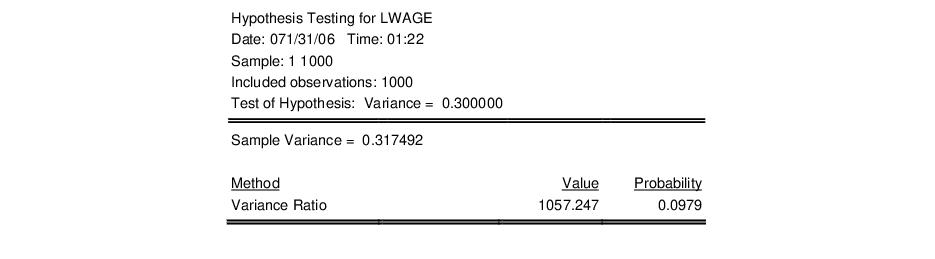 Hypothesis Testing for LWAGE
Date: 071/31/06 Time: 01:22
Sample: 1 1000
Included observations: 1000
Test of Hypothesis: Variance = 0.300000
Sample Variance = 0.317492
Method Value Probability
Variance Ratio 1057.247 0.0979